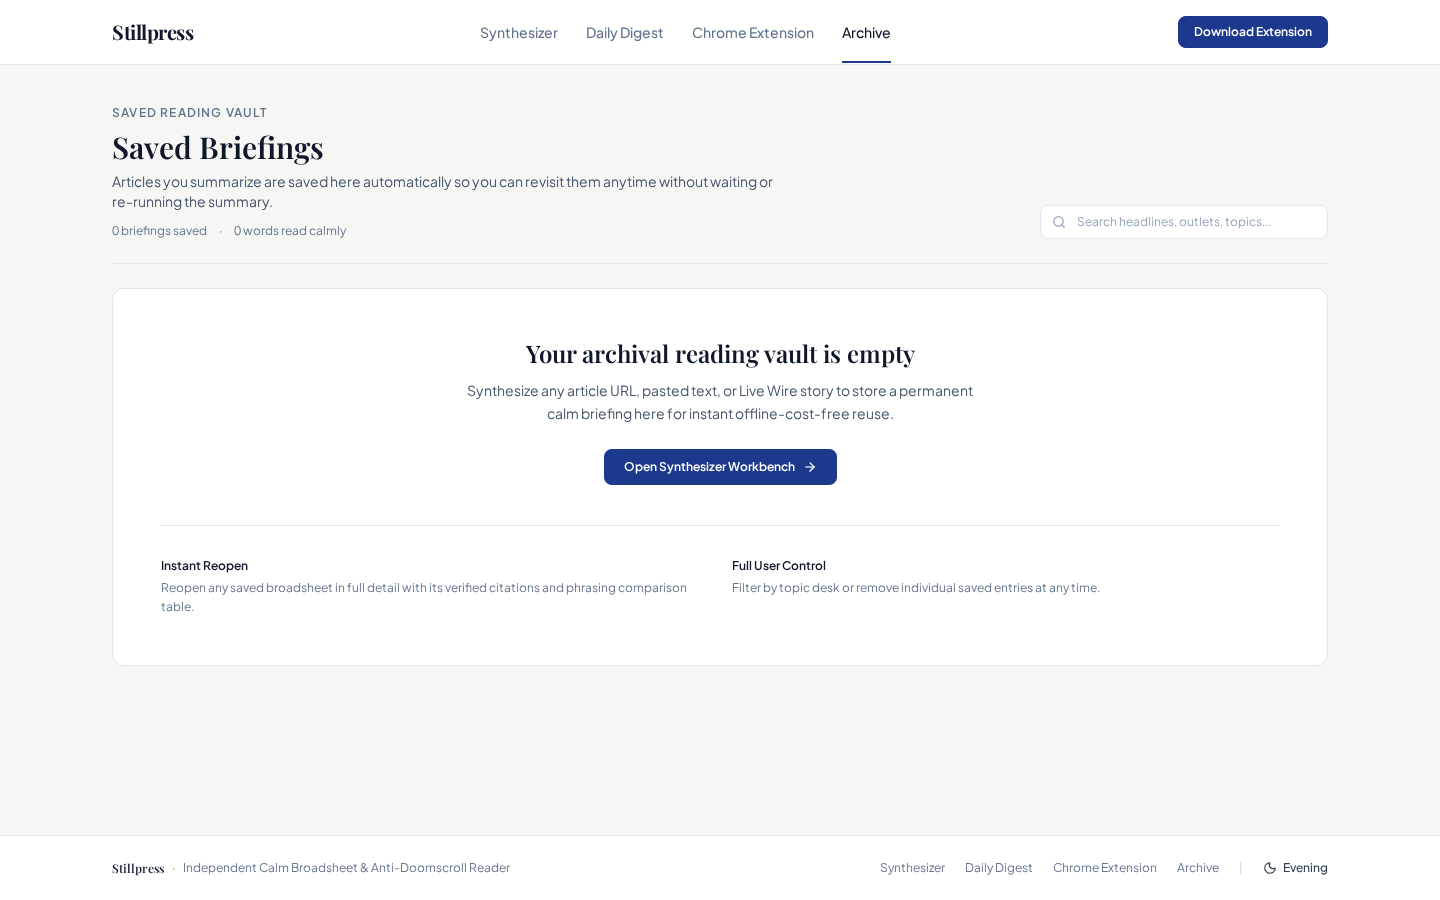 Stillpress
Synthesizer
Daily Digest
Chrome Extension
Archive
Download Extension
SAVED READING VAULT
Saved Briefings
Articles you summarize are saved here automatically so you can revisit them anytime without waiting or
re-running the summary.
0 briefings saved · 0 words read calmly
Search headlines, outlets, topics...
Your archival reading vault is empty
Synthesize any article URL, pasted text, or Live Wire story to store a permanent
calm briefing here for instant offline-cost-free reuse.
Open Synthesizer Workbench
Instant Reopen
Reopen any saved broadsheet in full detail with its verified citations and phrasing comparison
table.
Full User Control
Filter by topic desk or remove individual saved entries at any time.
Stillpress · Independent Calm Broadsheet & Anti-Doomscroll Reader
Synthesizer
Daily Digest
Chrome Extension
Archive
Evening